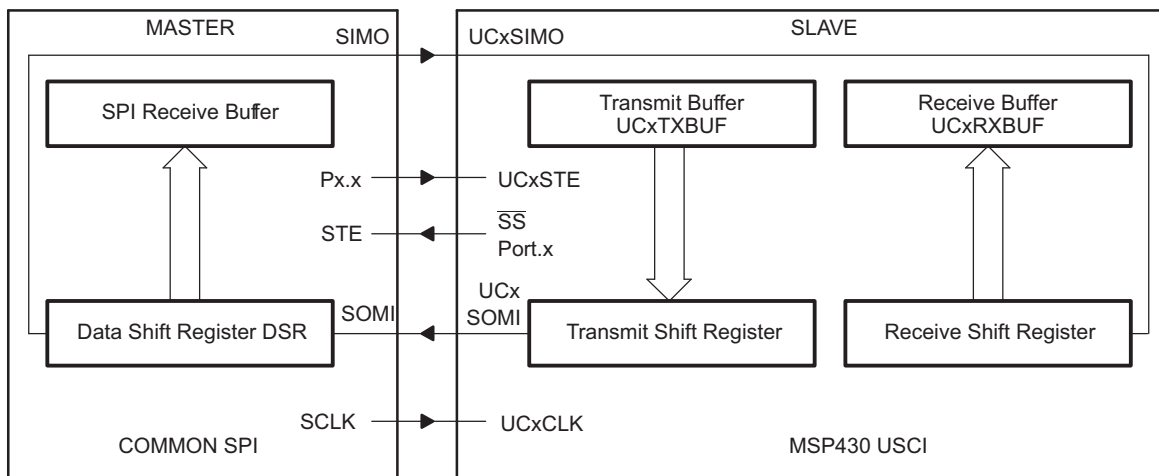 MASTER
SLAVE
SIMO
UCxSIMO
SPI Receive Buffer
Transmit Buffer
UCxTXBUF
Receive Buffer
UCxRXBUF
Px.x
UCxSTE
STE
SS
Port.x
SOMI
UCx
SOMI
Data Shift Register DSR
Transmit Shift Register
Receive Shift Register
SCLK
UCxCLK
COMMON SPI
MSP430 USCI